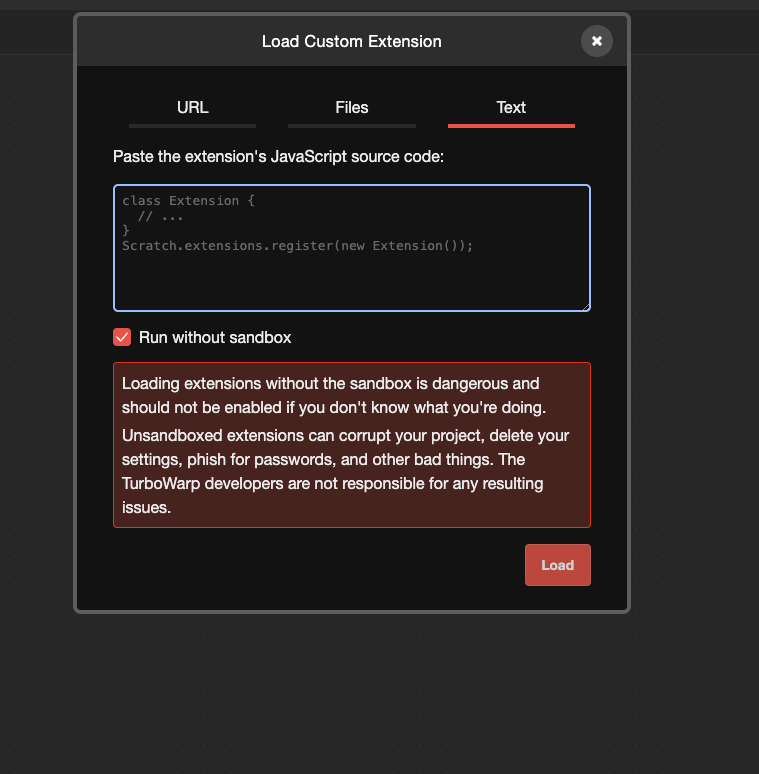 Load Custom Extension
URL
Files
Text
Paste the extension's JavaScript source code:
class Extension {
  // ...
}
Scratch.extensions.register(new Extension());
Run without sandbox
Loading extensions without the sandbox is dangerous and
should not be enabled if you don't know what you're doing.
Unsandboxed extensions can corrupt your project, delete your
settings, phish for passwords, and other bad things. The
TurboWarp developers are not responsible for any resulting
issues.
Load